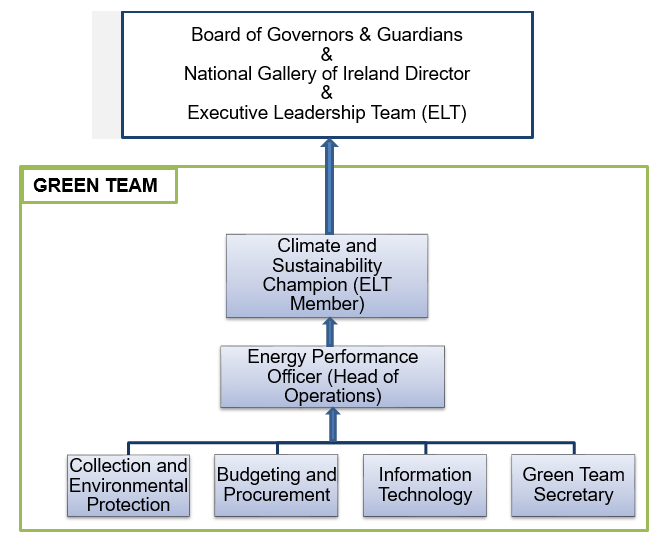 Board of Governors & Guardians
&
National Gallery of Ireland Director
&
Executive Leadership Team (ELT)
GREEN TEAM
Climate and
Sustainability
Champion (ELT
Member)
Energy Performance
Officer (Head of
Operations)
Collection and
Environmental
Protection
Budgeting and
Procurement
Information
Technology
Green Team
Secretary